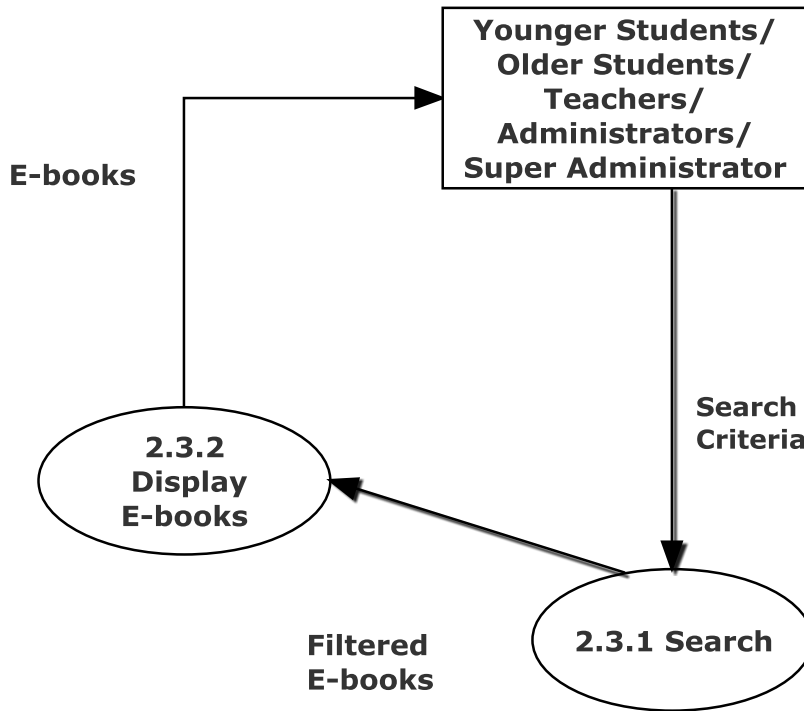 Younger Students/
Older Students/
Teachers/
Administrators/
Super Administrator
E-books
Search
Criteria
2.3.2
Display
E-books
2.3.1 Search
Filtered
E-books